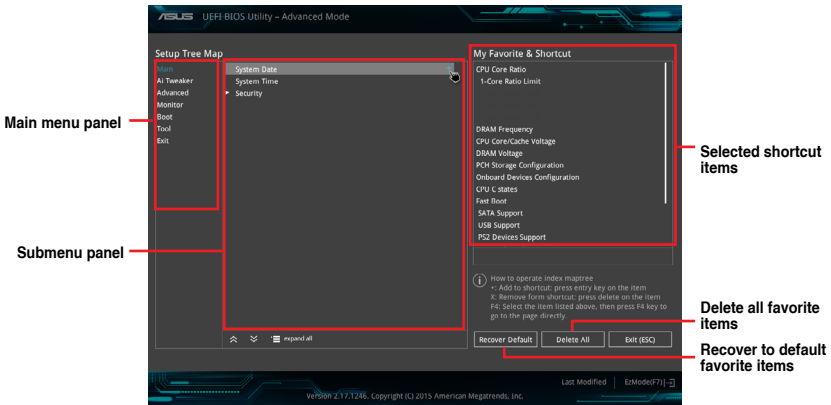 ASUS UEFI BIOS Utility – Advanced Mode
Setup Tree Map
My Favorite & Shortcut
Main
Ai Tweaker
Advanced
Monitor
Boot
Tool
Exit
System Date
System Time
Security
CPU Core Ratio
1-Core Ratio Limit
DRAM Frequency
CPU Core/Cache Voltage
DRAM Voltage
PCH Storage Configuration
Onboard Devices Configuration
CPU C states
Fast Boot
SATA Support
USB Support
PS2 Devices Support
Main menu panel
Submenu panel
Selected shortcut
items
How to operate index maptree
+: Add to shortcut: press entry key on the item
X: Remove form shortcut: press delete on the item
F4: Select the item listed above, then press F4 key to
go to the page directly.
Delete all favorite
items
expand all
Recover Default
Delete All
Exit (ESC)
Recover to default
favorite items
Last Modified
EzMode(F7)
Version 2.17.1246. Copyright (C) 2015 American Megatrends, Inc.